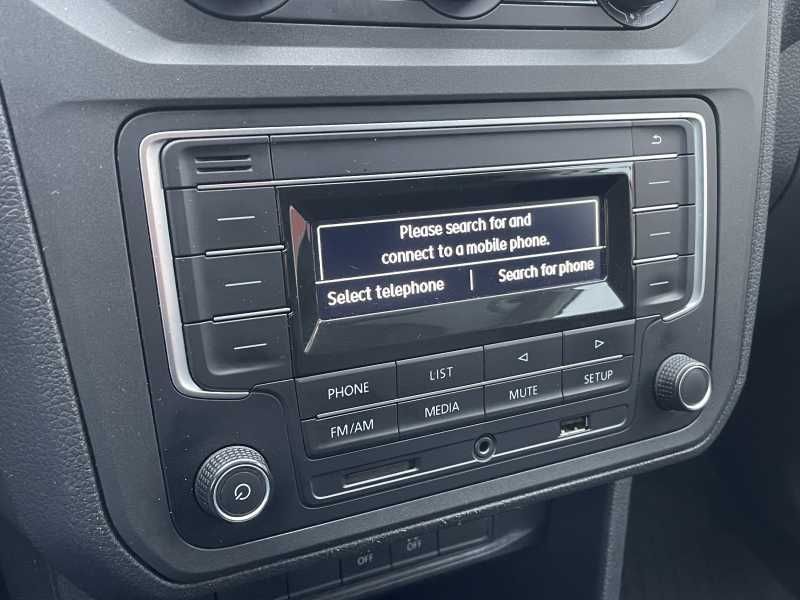 Please search for and
connect to a mobile phone.
Select telephone | Search for phone
PHONE LIST
FM/AM MEDIA MUTE SETUP
OFF OFF